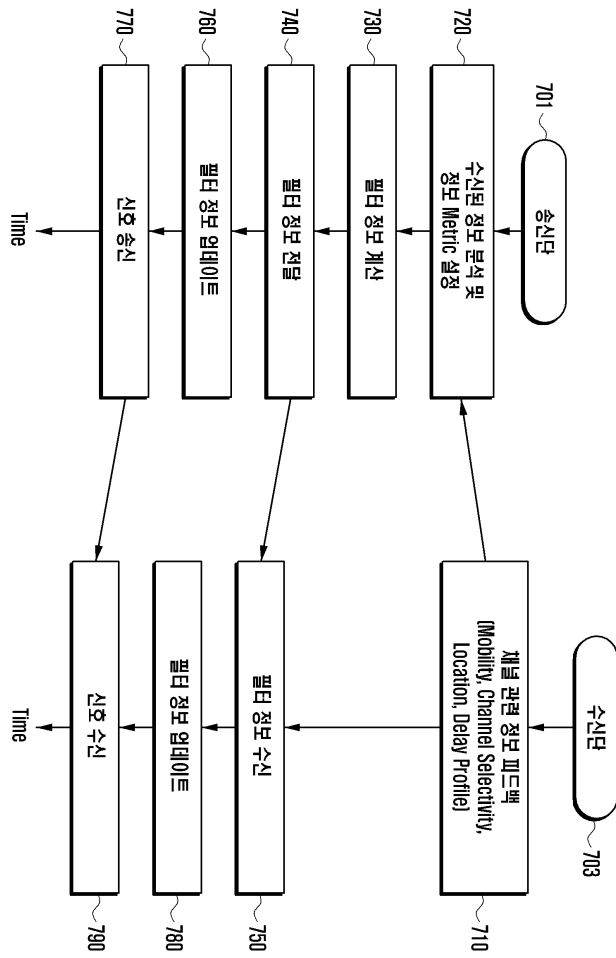 701
송신단
수신단
703
채널 관련 정보 피드백
(Mobility, Channel Selectivity,
Location, Delay Profile)
710
720
수신된 정보 분석 및
정보 Metric 설정
730
필터 정보 계산
740
필터 정보 전달
필터 정보 수신
750
760
필터 정보 업데이트
필터 정보 업데이트
780
770
신호 송신
신호 수신
790
Time
Time